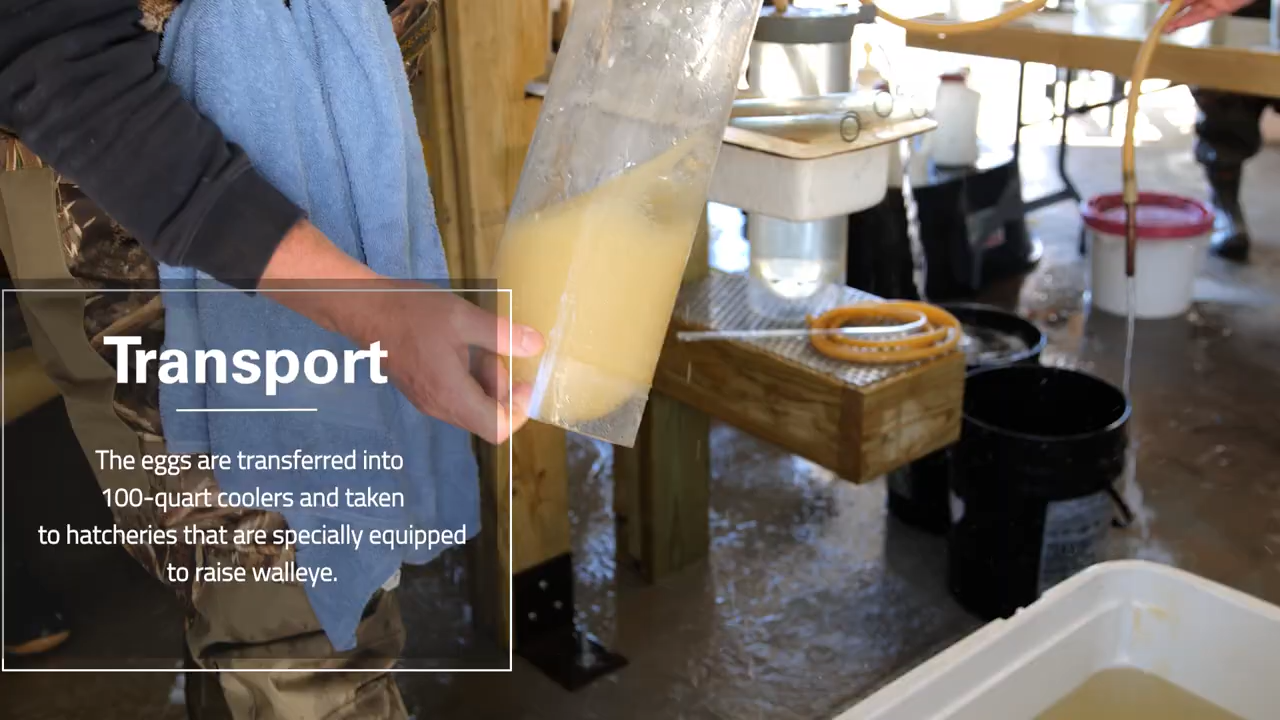 Transport
The eggs are transferred into
100-quart coolers and taken
to hatcheries that are specially equipped
to raise walleye.